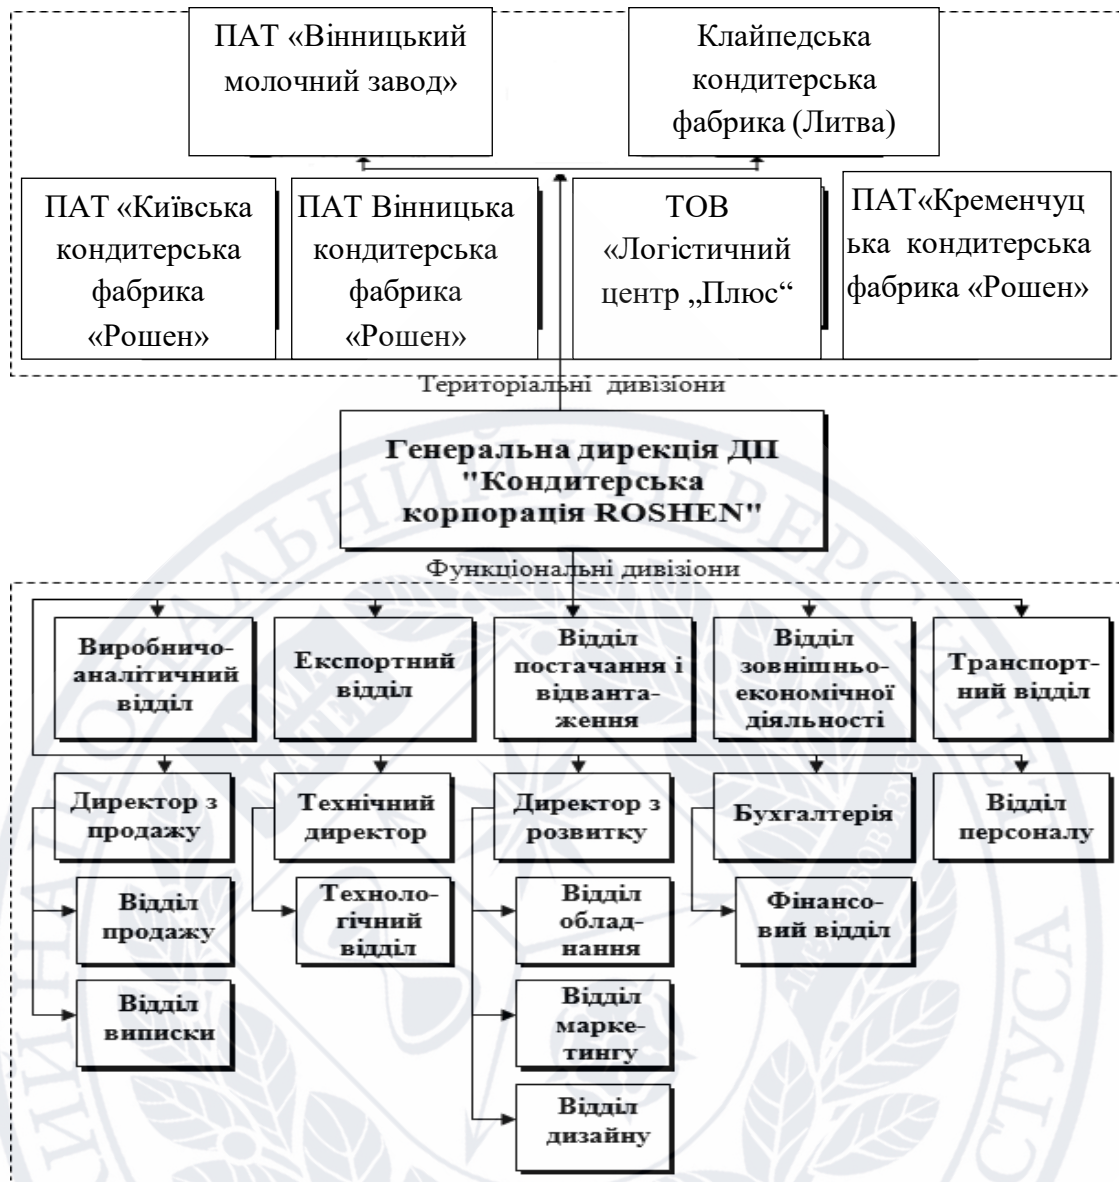 ПАТ «Вінницький
молочний завод»
Клайпедська
кондитерська
фабрика (Литва)
ПАТ «Київська
кондитерська
фабрика
«Рошен»
ПАТ Вінницька
кондитерська
фабрика
«Рошен»
ТОВ
«Логістичний
центр „Плюс“
ПАТ«Кременчуц
ька кондитерська
фабрика «Рошен»
Територіальні дивізіони
Генеральна дирекція ДП
"Кондитерська
корпорація ROSHEN"
Функціональні дивізіони
Виробничо-
аналітичний
відділ
Експортний
відділ
Відділ
постачання і
відванта-
ження
Відділ
зовнішньо-
економічної
діяльності
Транспорт-
ний відділ
Директор з
продажу
Технічний
директор
Директор з
розвитку
Бухгалтерія
Відділ
персоналу
Відділ
продажу
Техноло-
гічний
відділ
Відділ
облад-
нання
Фінансо-
вий відділ
Відділ
виписки
Відділ
марке-
тингу
Відділ
дизайну